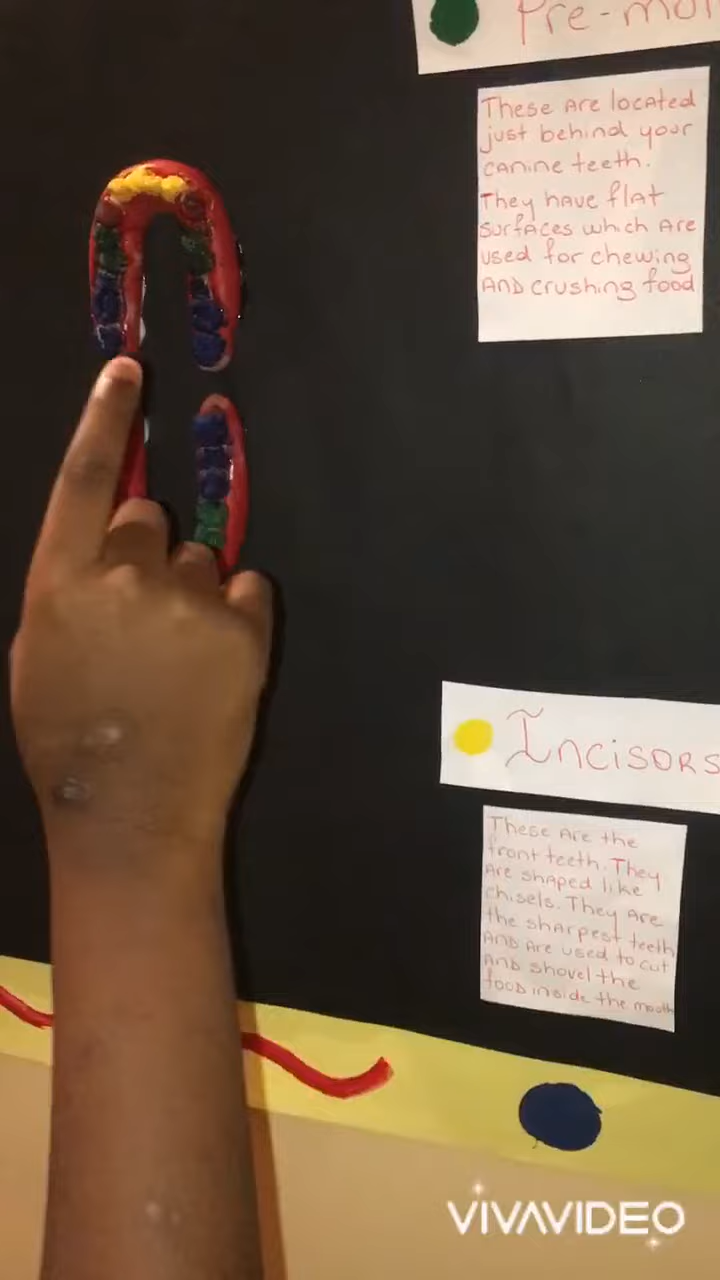 Pre-mol
These are located
just behind your
canine teeth.
They have flat
surfaces which are
used for chewing
AND crushing food
Incisors
These are the
front teeth. They
are shaped like
chisels. They are
the sharpest teeth
and are used to cut
and shovel the
food inside the mouth
VIVAVIDEO